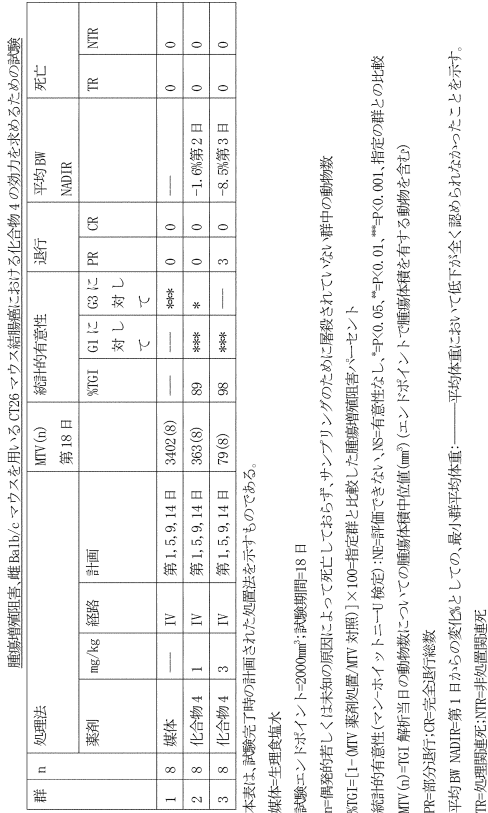 腫瘍増殖阻害、雌Balb/cマウスを用いるCT26マウス結腸癌における化合物4の効力を求めるための試験
群 n 処理法 MTV(n) 第18日 統計的有意性 退行 平均BW NADIR 死亡
薬剤 mg/kg 経路 計画 %TGI G1に対して G3に対して PR CR TR NTR
1 8 媒体 ―― IV 第1,5,9,14日 3402(8) ―― ―― *** 0 0 ―― 0 0
2 8 化合物4 1 IV 第1,5,9,14日 363(8) 89 *** * 0 0 -1.6%第2日 0 0
3 8 化合物4 3 IV 第1,5,9,14日 79(8) 98 *** ―― 3 0 -8.5%第3日 0 0
本表は、試験完了時の計画された処置法を示すものである。
媒体=生理食塩水
試験エンドポイント=2000mm³;試験期間=18日
n=偶発的若しくは未知の原因によって死亡しておらず、サンプリングのために屠殺されていない群中の動物数
%TGI=[1-(MTV薬剤処置/MTV対照)]×100=指定群と比較した腫瘍増殖阻害パーセント
統計的有意性(マン-ホイットニーU検定):NE=評価できない、NS=有意性なし、*=P<0.05、**=P<0.01、***=P<0.001、指定の群との比較
MTV(n)=TGI解析当日の動物数についての腫瘍体積中位値(mm³)(エンドポイントで腫瘍体積を有する動物を含む)
PR=部分退行;CR=完全退行総数
平均BW NADIR=第1日からの変化%としての、最小群平均体重:――平均体重において低下が全く認められなかったことを示す。
TR=処理関連死;NTR=非処置関連死